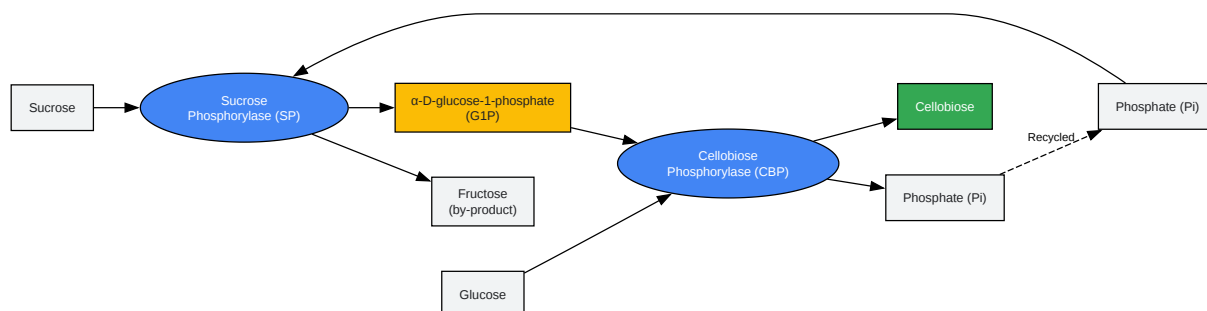 Sucrose
Sucrose
Phosphorylase (SP)
α-D-glucose-1-phosphate
(G1P)
Fructose
(by-product)
Glucose
Cellobiose
Phosphorylase (CBP)
Cellobiose
Phosphate (Pi)
Recycled
Phosphate (Pi)